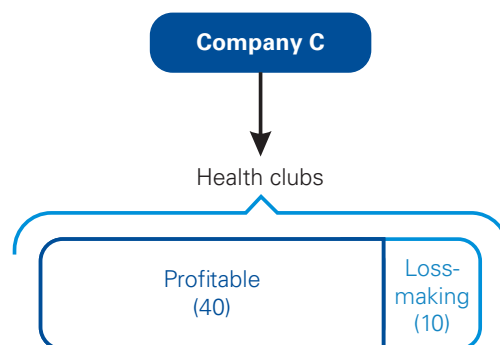 Company C
Health clubs
Profitable
(40)
Loss-
making
(10)